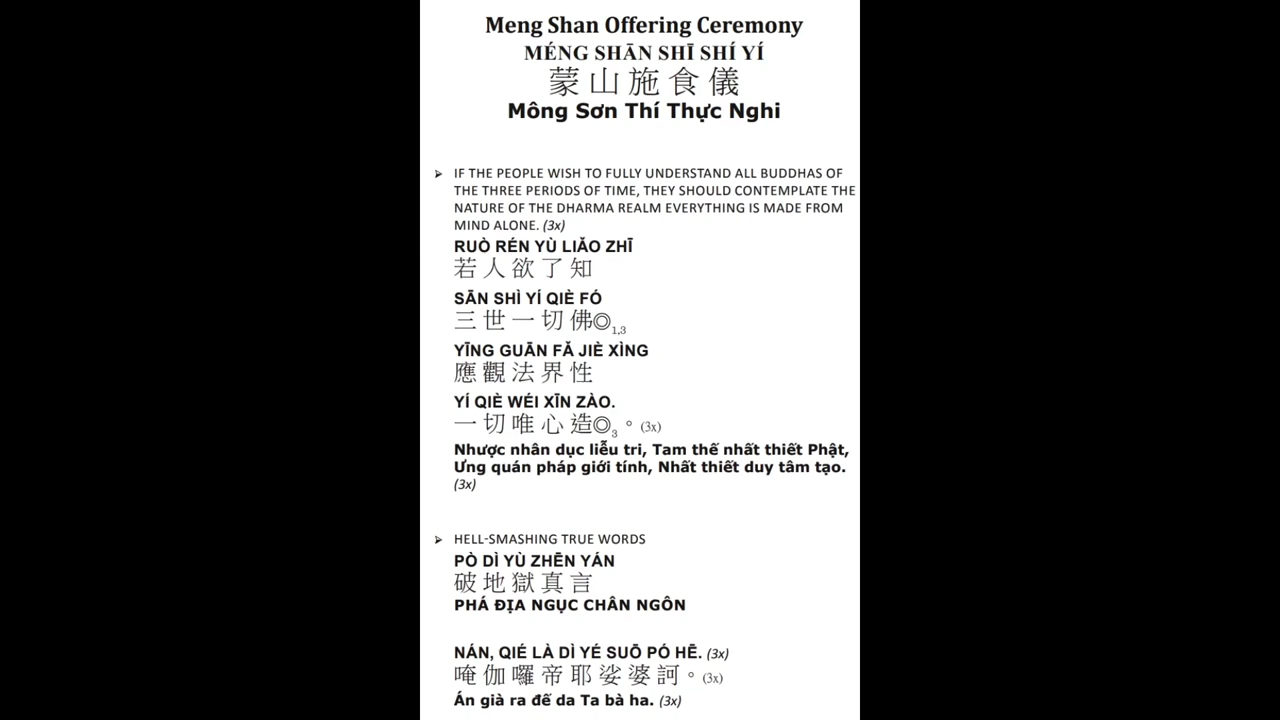 Meng Shan Offering Ceremony
MÉNG SHĀN SHĪ SHÍ YÍ
蒙山施食儀
Mông Sơn Thí Thực Nghi
➢ IF THE PEOPLE WISH TO FULLY UNDERSTAND ALL BUDDHAS OF
THE THREE PERIODS OF TIME, THEY SHOULD CONTEMPLATE THE
NATURE OF THE DHARMA REALM EVERYTHING IS MADE FROM
MIND ALONE. (3x)
RUÒ RÉN YÙ LIǍO ZHĪ
若人欲了知
SĀN SHÌ YÍ QIÈ FÓ
三世一切佛◎1,3
YĪNG GUĀN FǍ JIÈ XÌNG
應觀法界性
YÍ QIÈ WÉI XĪN ZÀO.
一切唯心造◎3。(3x)
Nhược nhân dục liễu tri, Tam thế nhất thiết Phật,
Ưng quán pháp giới tính, Nhất thiết duy tâm tạo.
(3x)
➢ HELL-SMASHING TRUE WORDS
PÒ DÌ YÙ ZHĒN YÁN
破地獄真言
PHÁ ĐỊA NGỤC CHÂN NGÔN
NÁN, QIÉ LÀ DÌ YÉ SUŌ PÓ HĒ. (3x)
唵伽囉帝耶娑婆訶。(3x)
Án già ra đế da Ta bà ha. (3x)